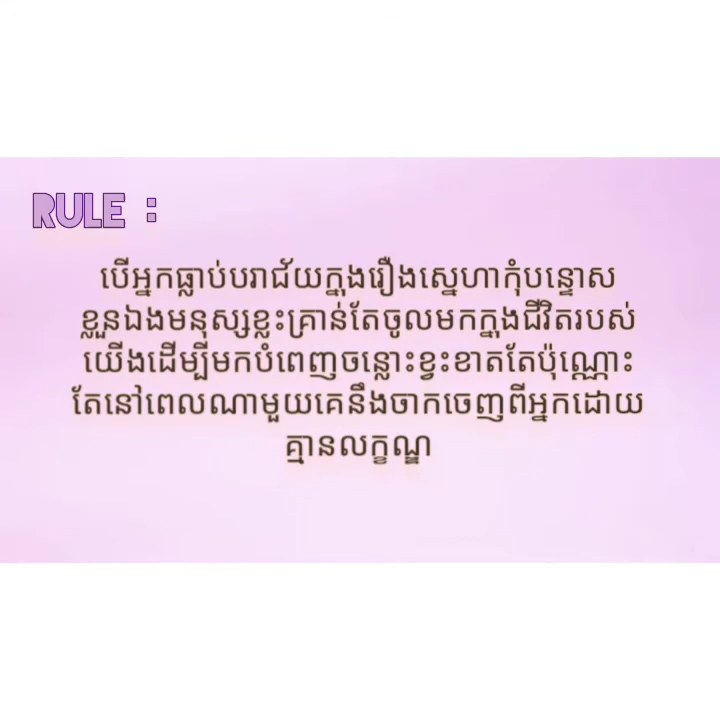 RULE :
បើអ្នកធ្លាប់បរាជ័យក្នុងរឿងស្នេហាកុំបន្ទោស
ខ្លួនឯងមនុស្សខ្លះគ្រាន់តែចូលមកក្នុងជីវិតរបស់
យើងដើម្បីមកបំពេញចន្លោះខ្វះខាតតែប៉ុណ្ណោះ
តែនៅពេលណាមួយគេនឹងចាកចេញពីអ្នកដោយ
គ្មានលក្ខណ្ឌ